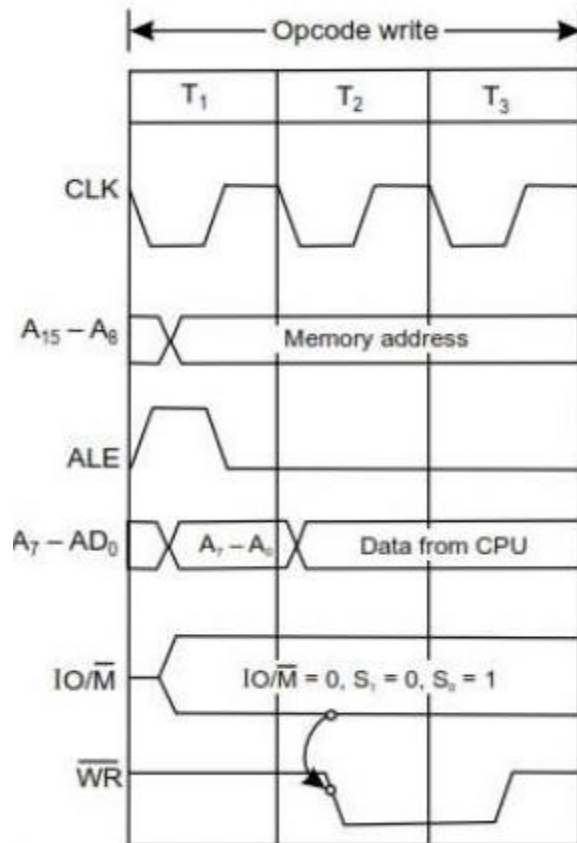 Opcode write
T₁ T₂ T₃
CLK
A₁₅ – A₈ Memory address
ALE
A₇ – AD₀ A₇ – A₀ Data from CPU
IO/M̅ IO/M̅ = 0, S₁ = 0, S₀ = 1
W̅R̅